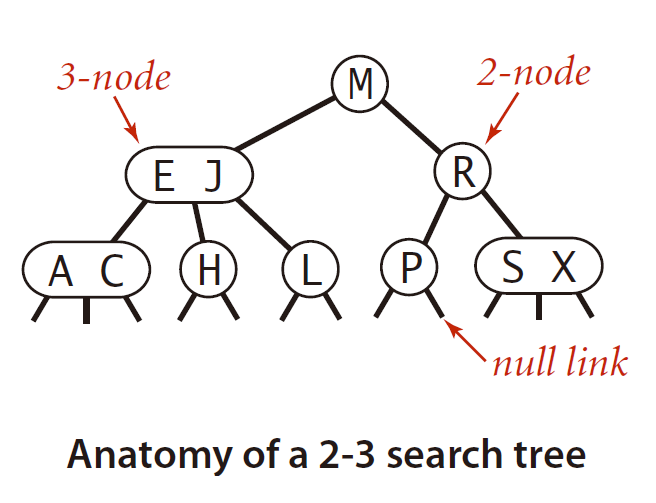 3-node
M
2-node
E J
R
A C
H
L
P
S X
null link
Anatomy of a 2-3 search tree